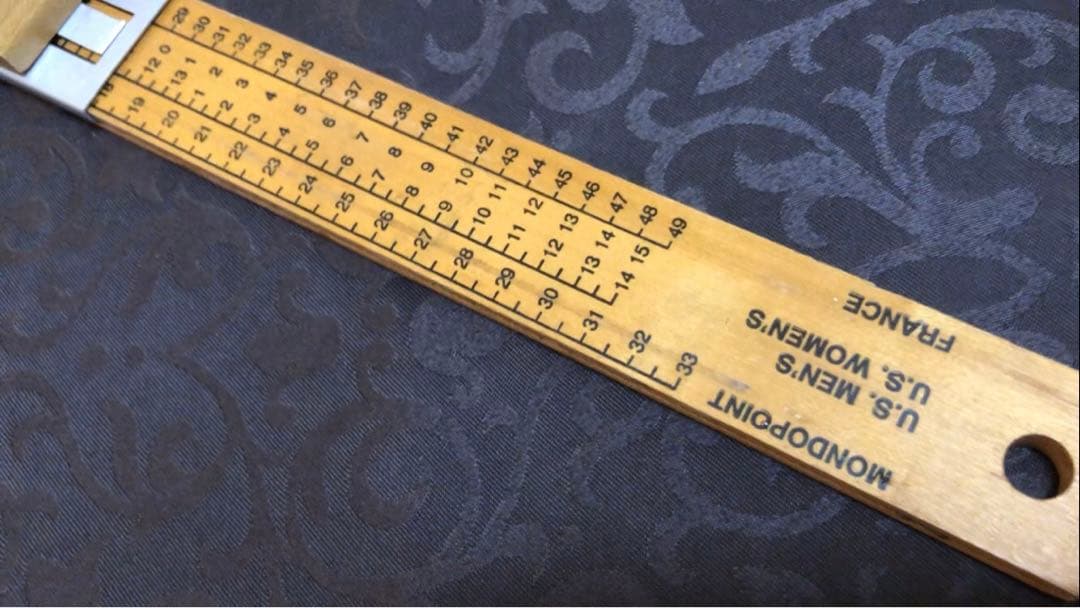 29 30 31 32 33 34 35 36 37 38 39 40 41 42 43 44 45 46 47 48 49
0 1 2 3 4 5 6 7 8 9 10 11 12 13 14 15
12 13 1 2 3 4 5 6 7 8 9 10 11 12 13 14
18 19 20 21 22 23 24 25 26 27 28 29 30 31 32 33
FRANCE
U.S. WOMEN'S
U.S. MEN'S
MONDOPOINT